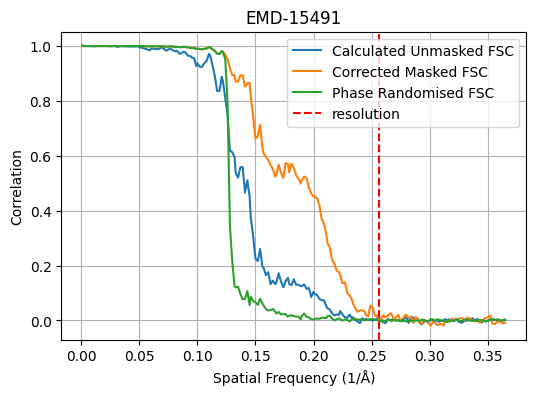 EMD-15491
Calculated Unmasked FSC
Corrected Masked FSC
Phase Randomised FSC
resolution
Correlation
1.0
0.8
0.6
0.4
0.2
0.0
0.00 0.05 0.10 0.15 0.20 0.25 0.30 0.35
Spatial Frequency (1/Å)